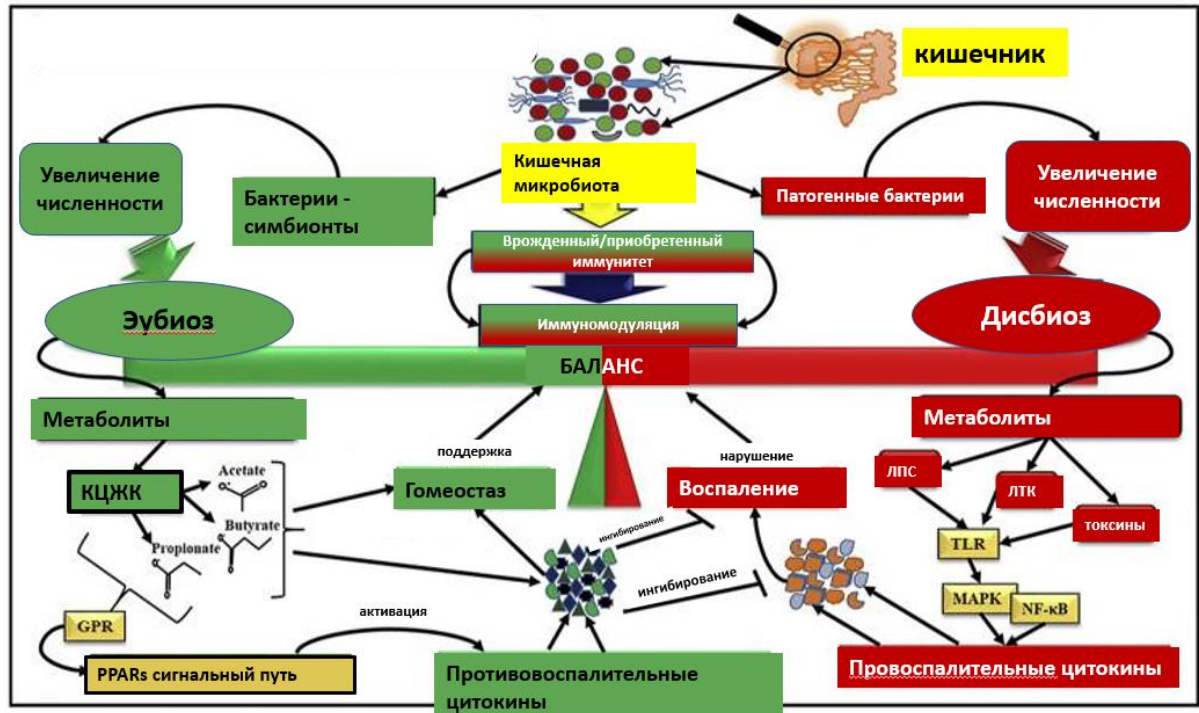 кишечник
Кишечная
микробиота
Увеличение
численности
Бактерии -
симбионты
Патогенные бактерии
Увеличение
численности
Врожденный/приобретенный
иммунитет
Иммуномодуляция
Эубиоз
Дисбиоз
БАЛАНС
Метаболиты
Метаболиты
поддержка
нарушение
КЦЖК
Acetate
Butyrate
Propionate
Гомеостаз
Воспаление
ЛПС
ЛТК
токсины
TLR
ингибирование
ингибирование
MAPK
NF-κB
GPR
активация
PPARs сигнальный путь
Противовоспалительные
цитокины
Провоспалительные цитокины